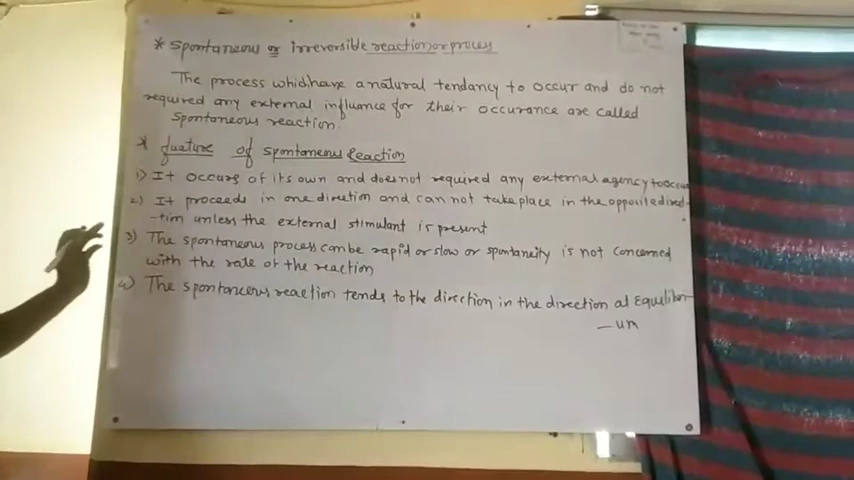 * Spontaneous or irreversible reaction or process
The process which have a natural tendancy to occur and do not
required any external influance for their occurance are called
Spontaneous reaction.
* fuature of spontaneous Reaction
1) It occurs of its own and does not required any external agency to occur
2) It proceeds in one direction and can not take place in the opposite direc-
-tion unless the external stimulant is present
3) The spontaneous process can be rapid or slow or spontaneity is not concerned
with the rate of the reaction
4) The spontaneous reaction tends to the direction in the direction of Equilibri-
-um